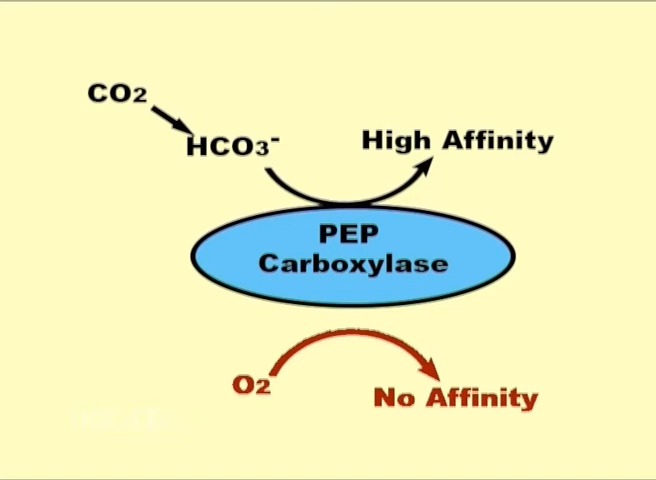 CO2
HCO3-
High Affinity
PEP
Carboxylase
O2
No Affinity